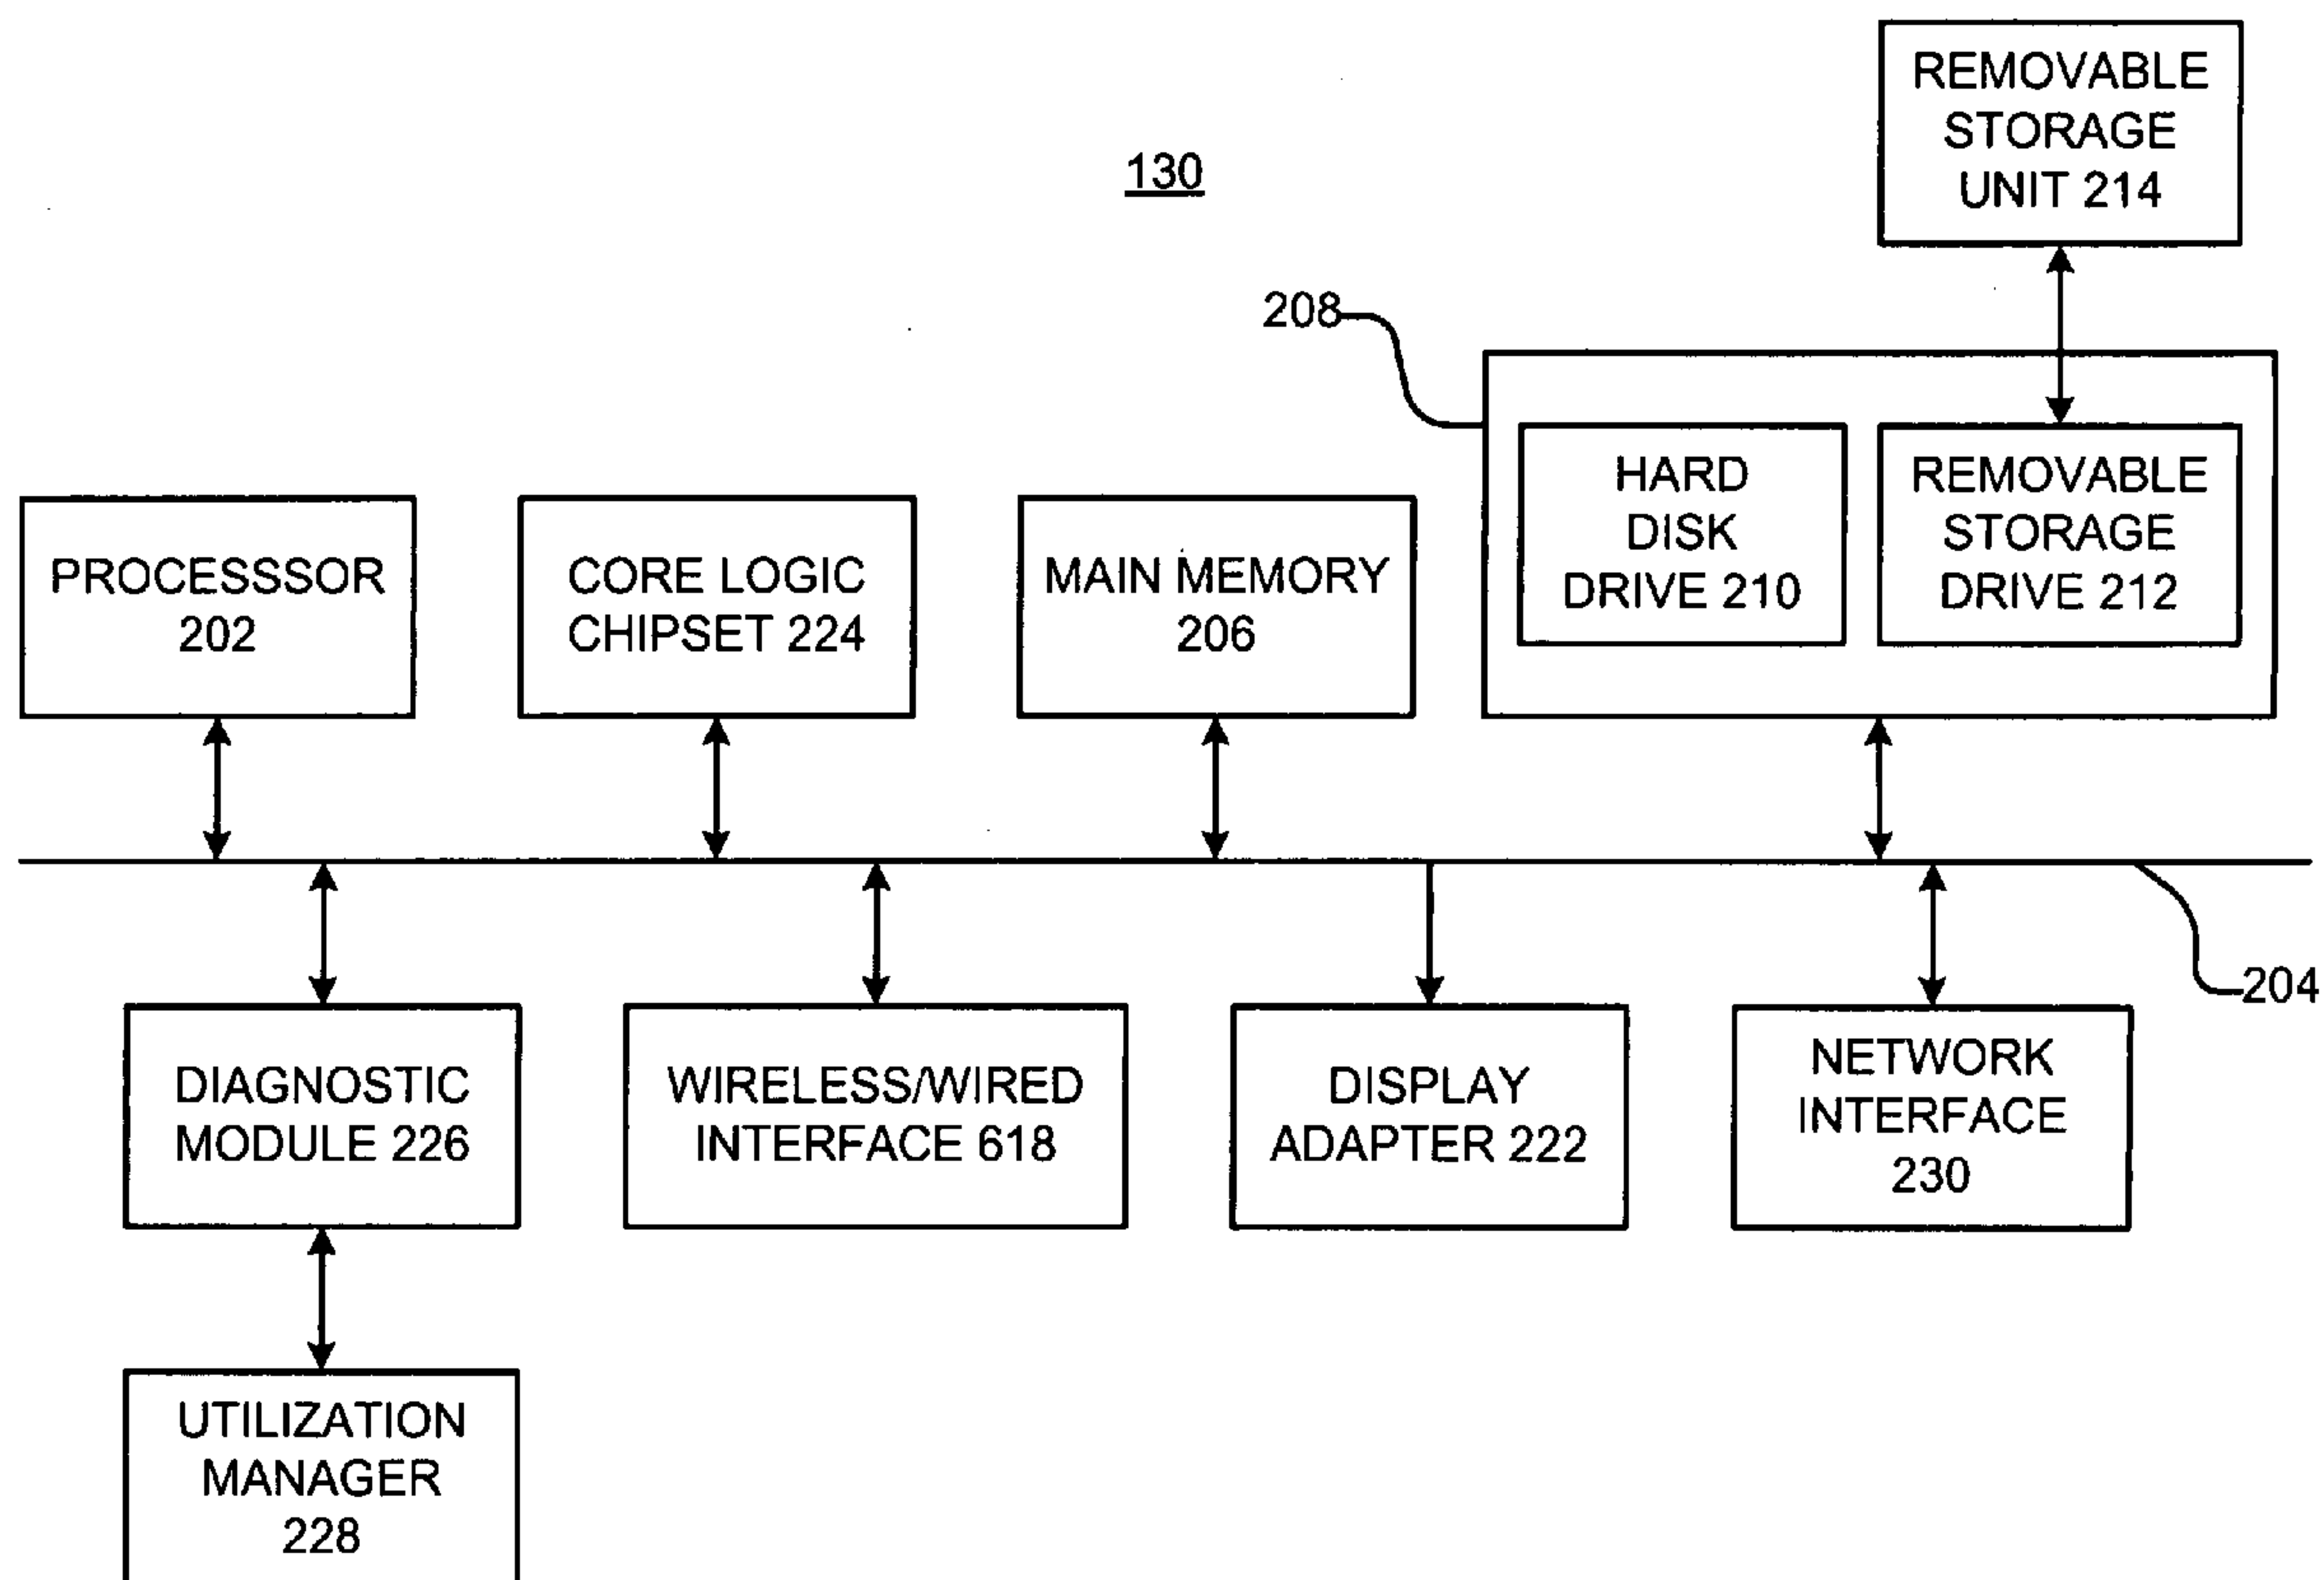 REMOVABLE
STORAGE
UNIT 214
130
208
HARD
DISK
DRIVE 210
REMOVABLE
STORAGE
DRIVE 212
PROCESSSOR
202
CORE LOGIC
CHIPSET 224
MAIN MEMORY
206
204
DIAGNOSTIC
MODULE 226
WIRELESS/WIRED
INTERFACE 618
DISPLAY
ADAPTER 222
NETWORK
INTERFACE
230
UTILIZATION
MANAGER
228